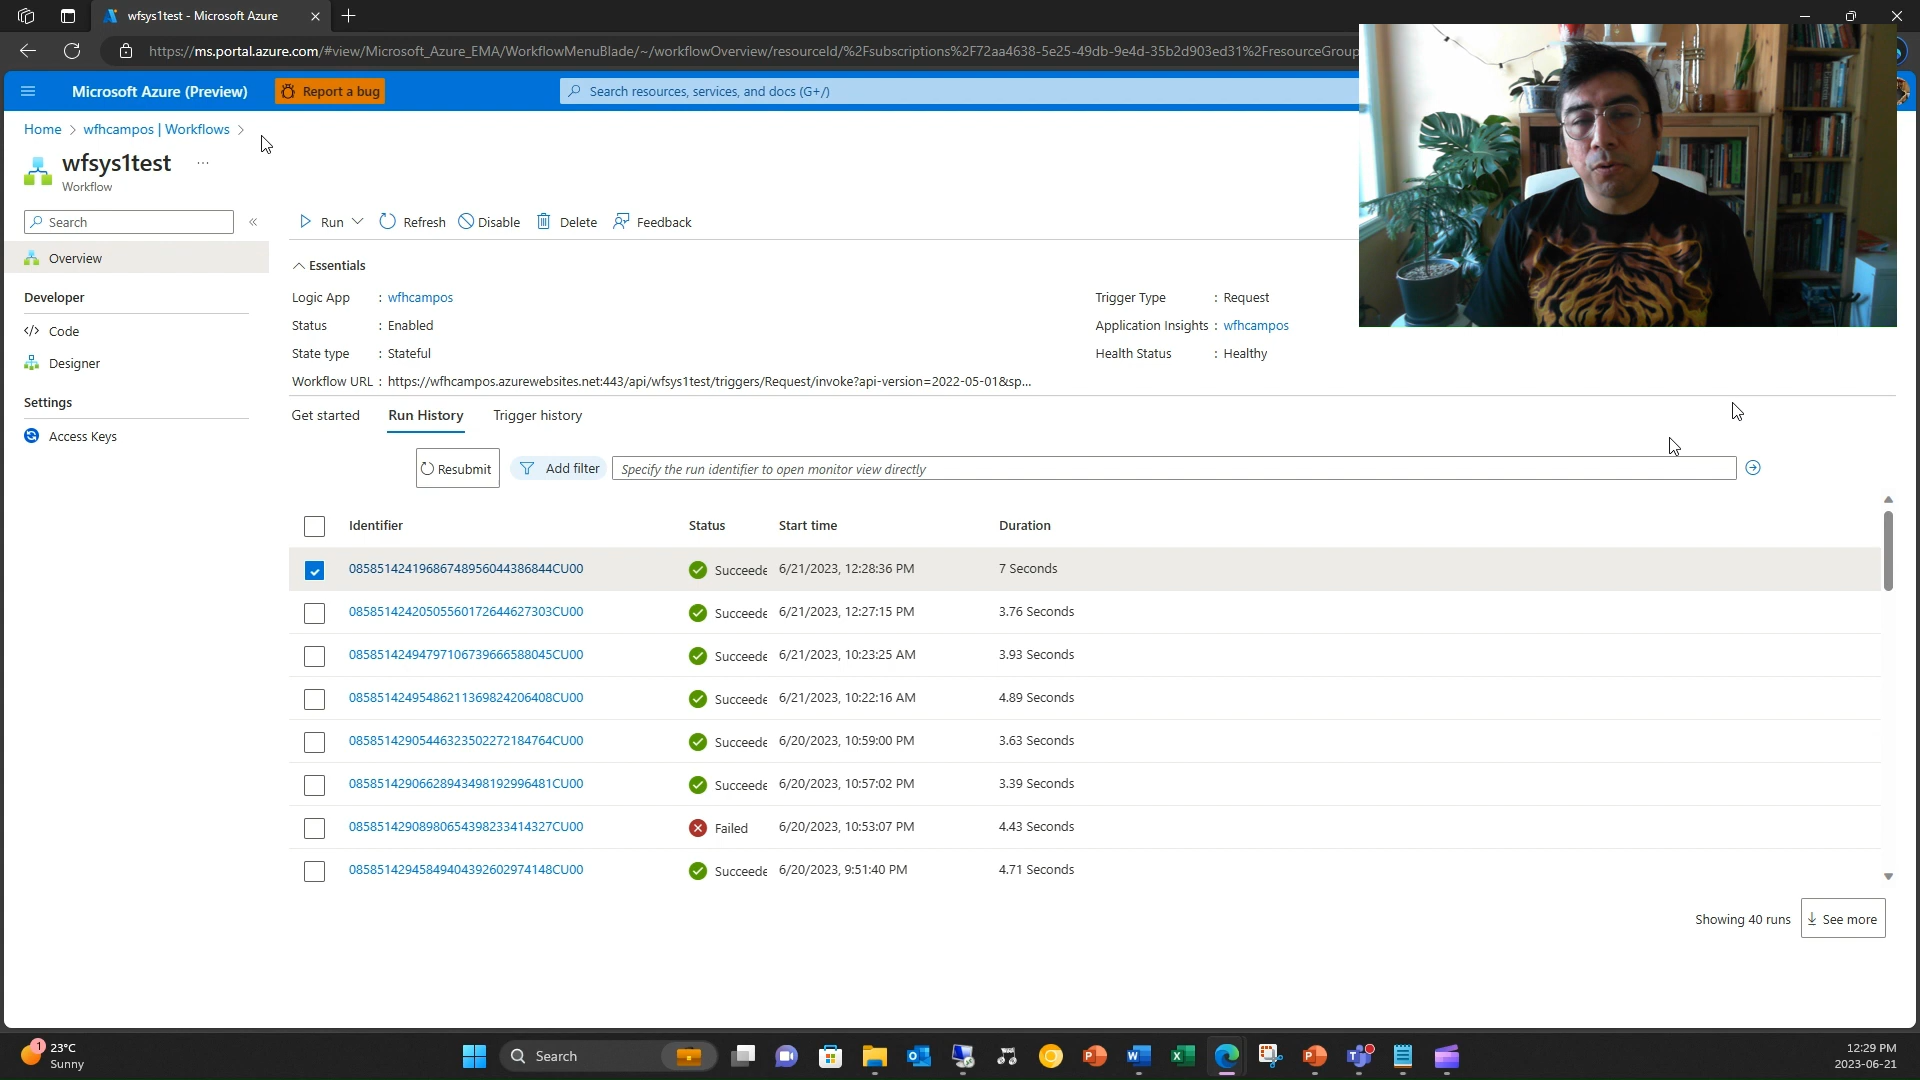 wfsys1test - Microsoft Azure
https://ms.portal.azure.com/#view/Microsoft_Azure_EMA/WorkflowMenuBlade/~/workflowOverview/resourceId/%2Fsubscriptions%2F72aa4638-5e25-49db-9e4d-35b2d903ed31%2FresourceGroup
Microsoft Azure (Preview)
Report a bug
Search resources, services, and docs (G+/)
Home > wfhcampos | Workflows >
wfsys1test ...
Workflow
Search «
Run Refresh Disable Delete Feedback
Overview
Developer
Code
Designer
Settings
Access Keys
Essentials
Logic App : wfhcampos
Status : Enabled
State type : Stateful
Workflow URL : https://wfhcampos.azurewebsites.net:443/api/wfsys1test/triggers/Request/invoke?api-version=2022-05-01&sp...
Trigger Type : Request
Application Insights : wfhcampos
Health Status : Healthy
Get started Run History Trigger history
Resubmit Add filter Specify the run identifier to open monitor view directly
Identifier Status Start time Duration
08585142419686748956044386844CU00 Succeede 6/21/2023, 12:28:36 PM 7 Seconds
08585142420505560172644627303CU00 Succeede 6/21/2023, 12:27:15 PM 3.76 Seconds
08585142494797106739666588045CU00 Succeede 6/21/2023, 10:23:25 AM 3.93 Seconds
08585142495486211369824206408CU00 Succeede 6/21/2023, 10:22:16 AM 4.89 Seconds
08585142905446323502272184764CU00 Succeede 6/20/2023, 10:59:00 PM 3.63 Seconds
08585142906628943498192996481CU00 Succeede 6/20/2023, 10:57:02 PM 3.39 Seconds
08585142908980654398233414327CU00 Failed 6/20/2023, 10:53:07 PM 4.43 Seconds
08585142945849404392602974148CU00 Succeede 6/20/2023, 9:51:40 PM 4.71 Seconds
Showing 40 runs See more
1
23°C
Sunny
Search
12:29 PM
2023-06-21